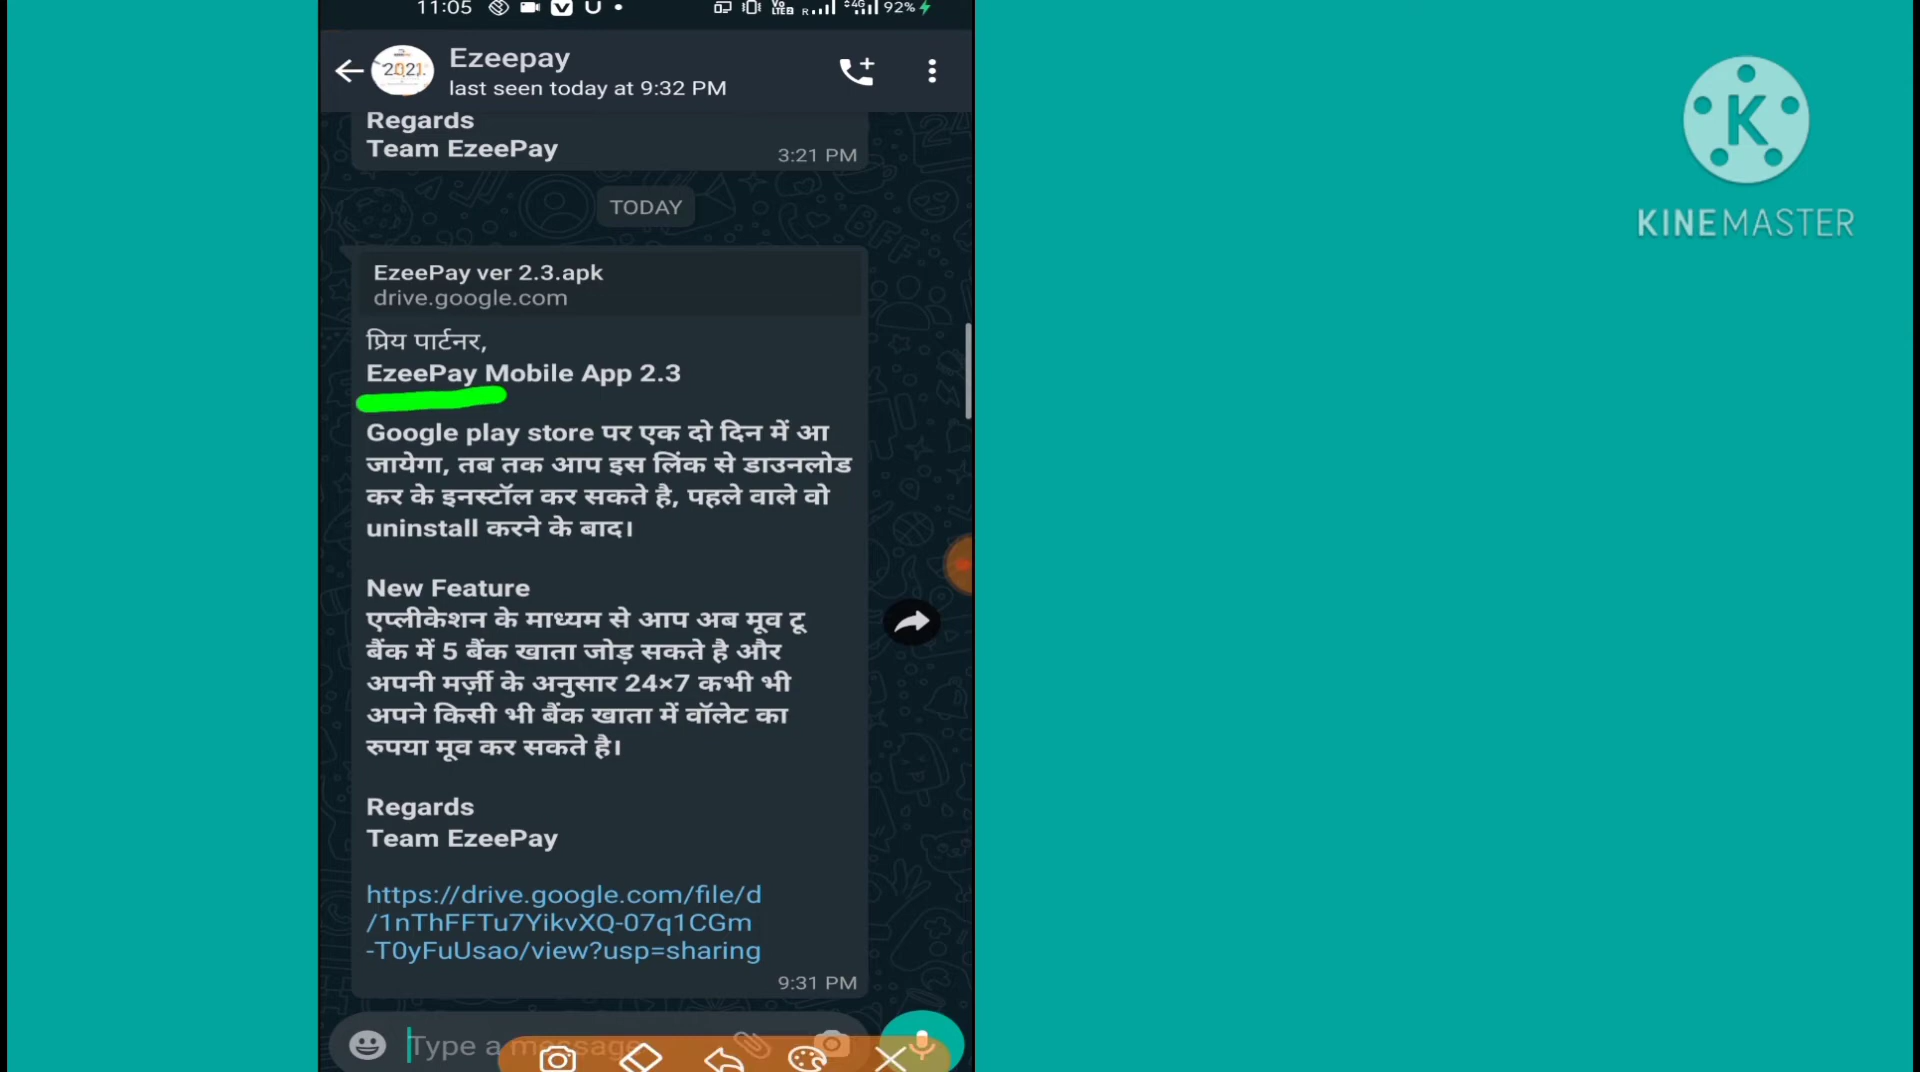 11:05
92%
Ezeepay
last seen today at 9:32 PM
2021
Regards
Team EzeePay
3:21 PM
TODAY
EzeePay ver 2.3.apk
drive.google.com
प्रिय पार्टनर,
EzeePay Mobile App 2.3
Google play store पर एक दो दिन में आ
जायेगा, तब तक आप इस लिंक से डाउनलोड
कर के इनस्टॉल कर सकते है, पहले वाले वो
uninstall करने के बाद।
New Feature
एप्लीकेशन के माध्यम से आप अब मूव टू
बैंक में 5 बैंक खाता जोड़ सकते है और
अपनी मर्ज़ी के अनुसार 24×7 कभी भी
अपने किसी भी बैंक खाता में वॉलेट का
रुपया मूव कर सकते है।
Regards
Team EzeePay
https://drive.google.com/file/d
/1nThFFTu7YikvXQ-07q1CGm
-T0yFuUsao/view?usp=sharing
9:31 PM
Type a message
K
KINEMASTER